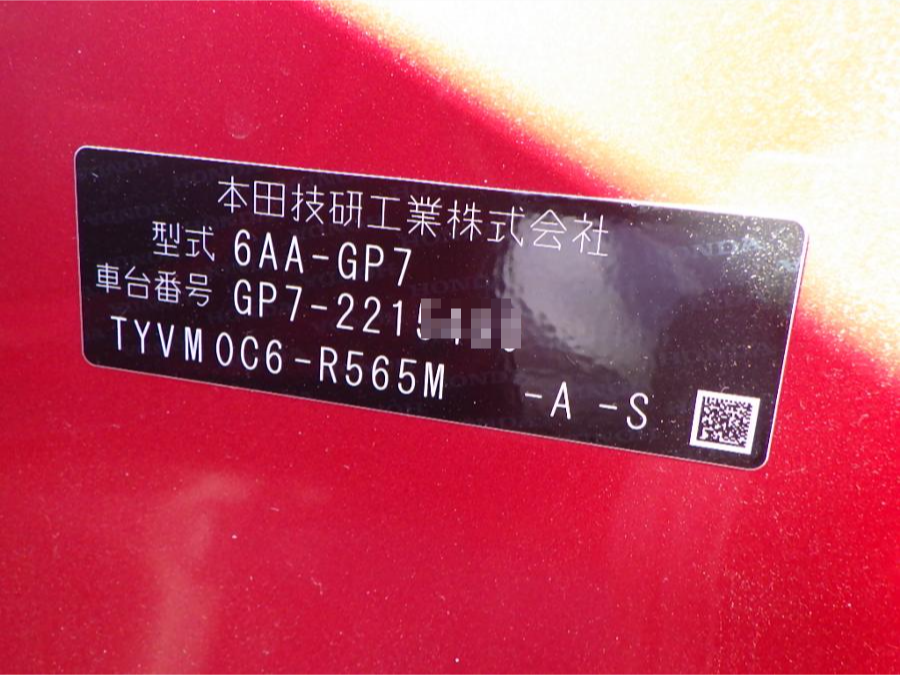 本田技研工業株式会社
型式 6AA-GP7
車台番号 GP7-221
TYVM0C6-R565M -A -S